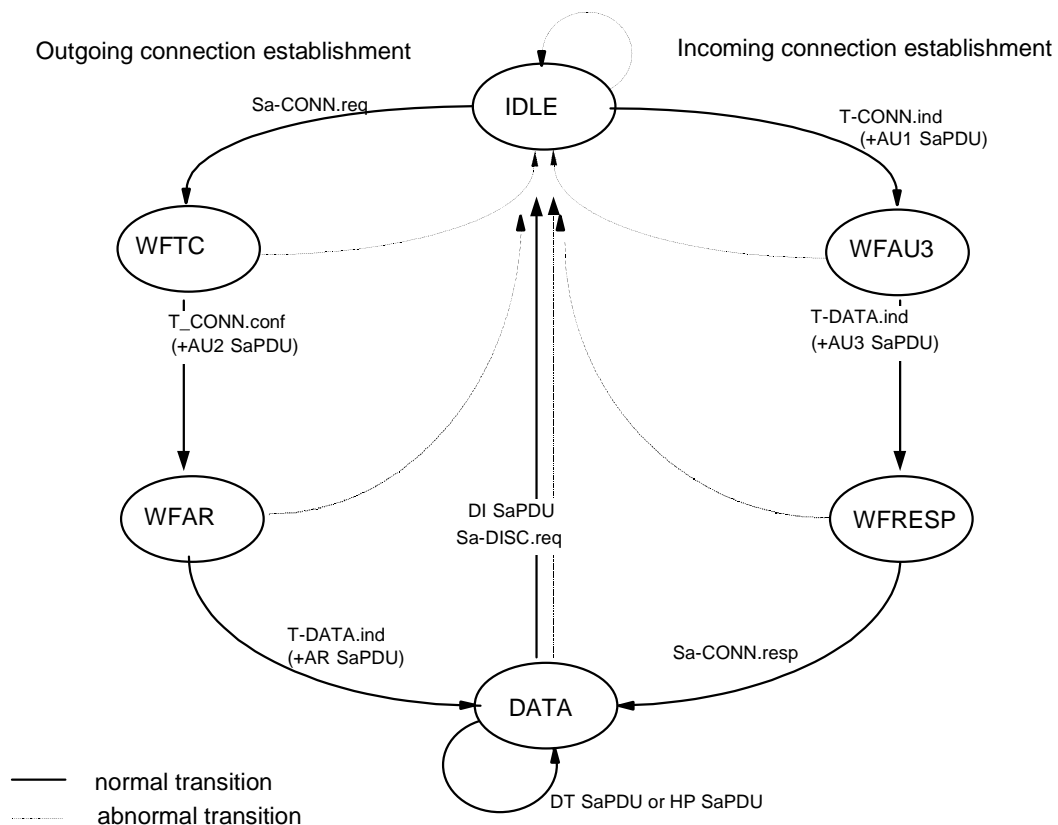 Outgoing connection establishment
Incoming connection establishment
IDLE
Sa-CONN.req
T-CONN.ind
(+AU1 SaPDU)
WFTC
WFAU3
T_CONN.conf
(+AU2 SaPDU)
T-DATA.ind
(+AU3 SaPDU)
WFAR
WFRESP
DI SaPDU
Sa-DISC.req
T-DATA.ind
(+AR SaPDU)
Sa-CONN.resp
DATA
DT SaPDU or HP SaPDU
normal transition
abnormal transition